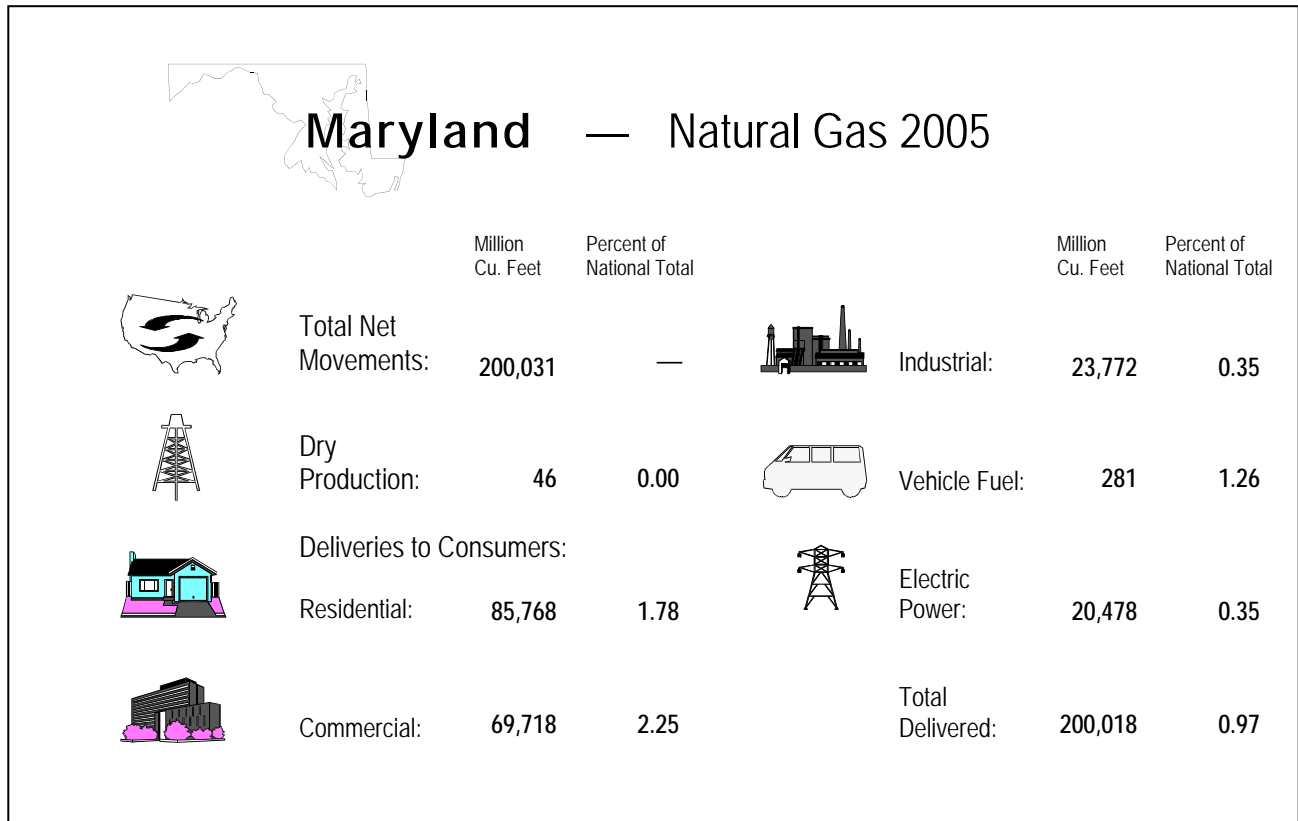 Maryland — Natural Gas 2005
Million
Cu. Feet
Percent of
National Total
Total Net
Movements: 200,031 —
Dry
Production: 46 0.00
Deliveries to Consumers:
Residential: 85,768 1.78
Commercial: 69,718 2.25
Million
Cu. Feet
Percent of
National Total
Industrial: 23,772 0.35
Vehicle Fuel: 281 1.26
Electric
Power: 20,478 0.35
Total
Delivered: 200,018 0.97